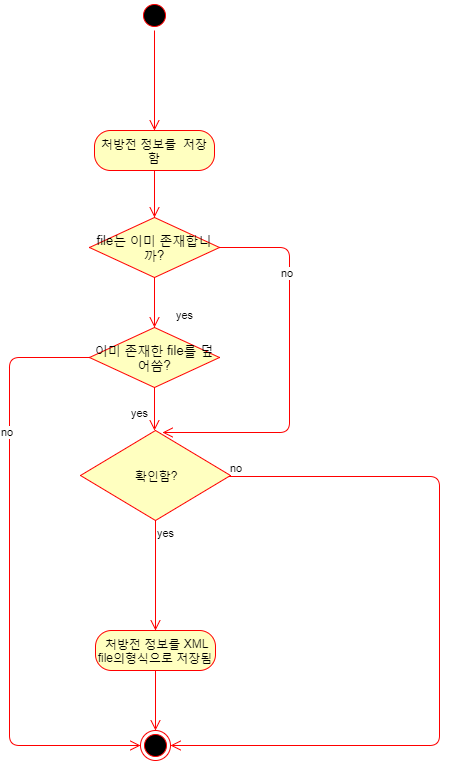 처방전 정보를 저장
함
file는 이미 존재합니
까?
no
yes
이미 존재한 file를 덮
어씀?
yes
no
확인함?
no
yes
처방전 정보를 XML
file의형식으로 저장됨